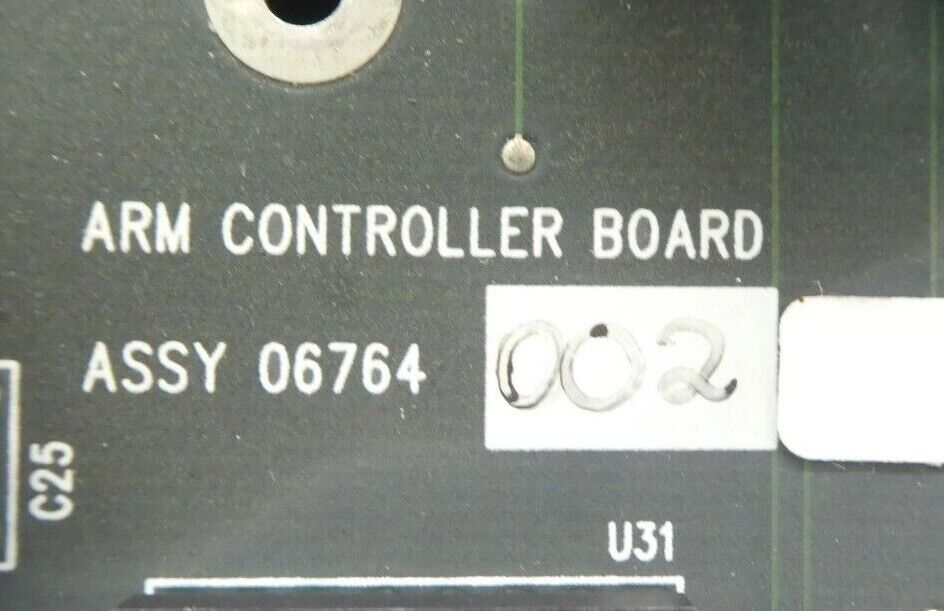 ARM CONTROLLER BOARD
ASSY 06764 002
C25
U31